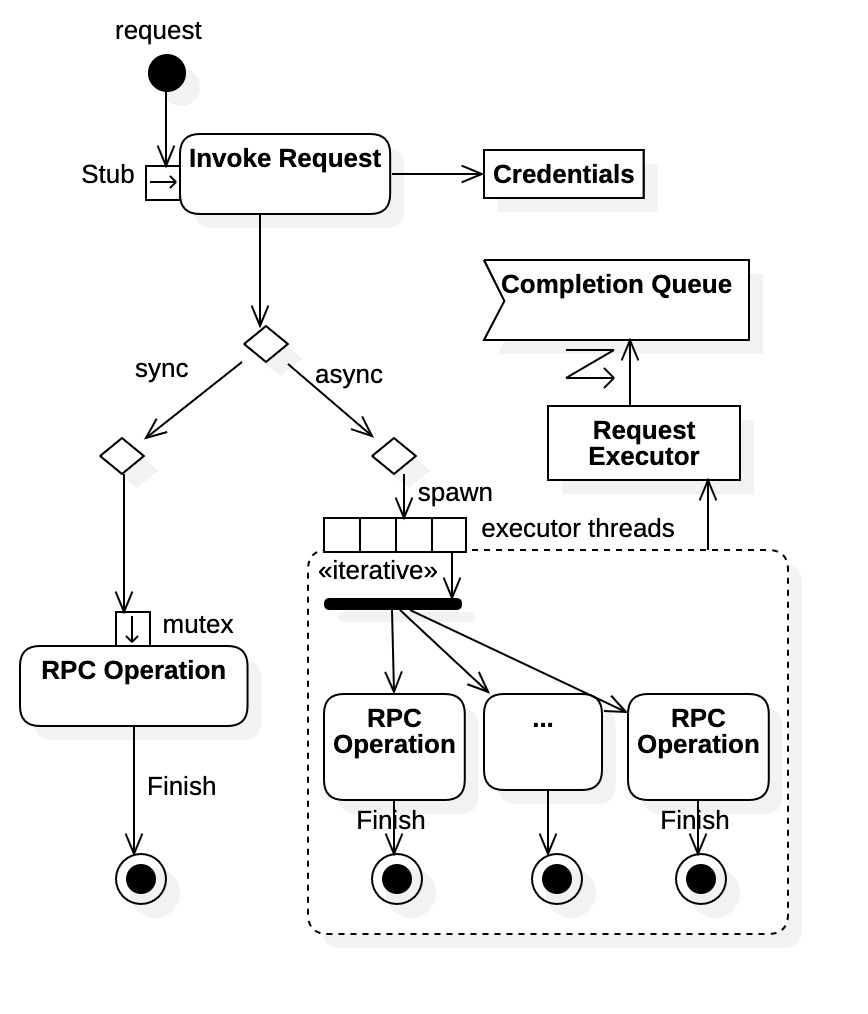 request
Stub
Invoke Request
Credentials
Completion Queue
sync
async
Request
Executor
spawn
executor threads
«iterative»
mutex
RPC Operation
RPC
Operation
...
RPC
Operation
Finish
Finish
Finish